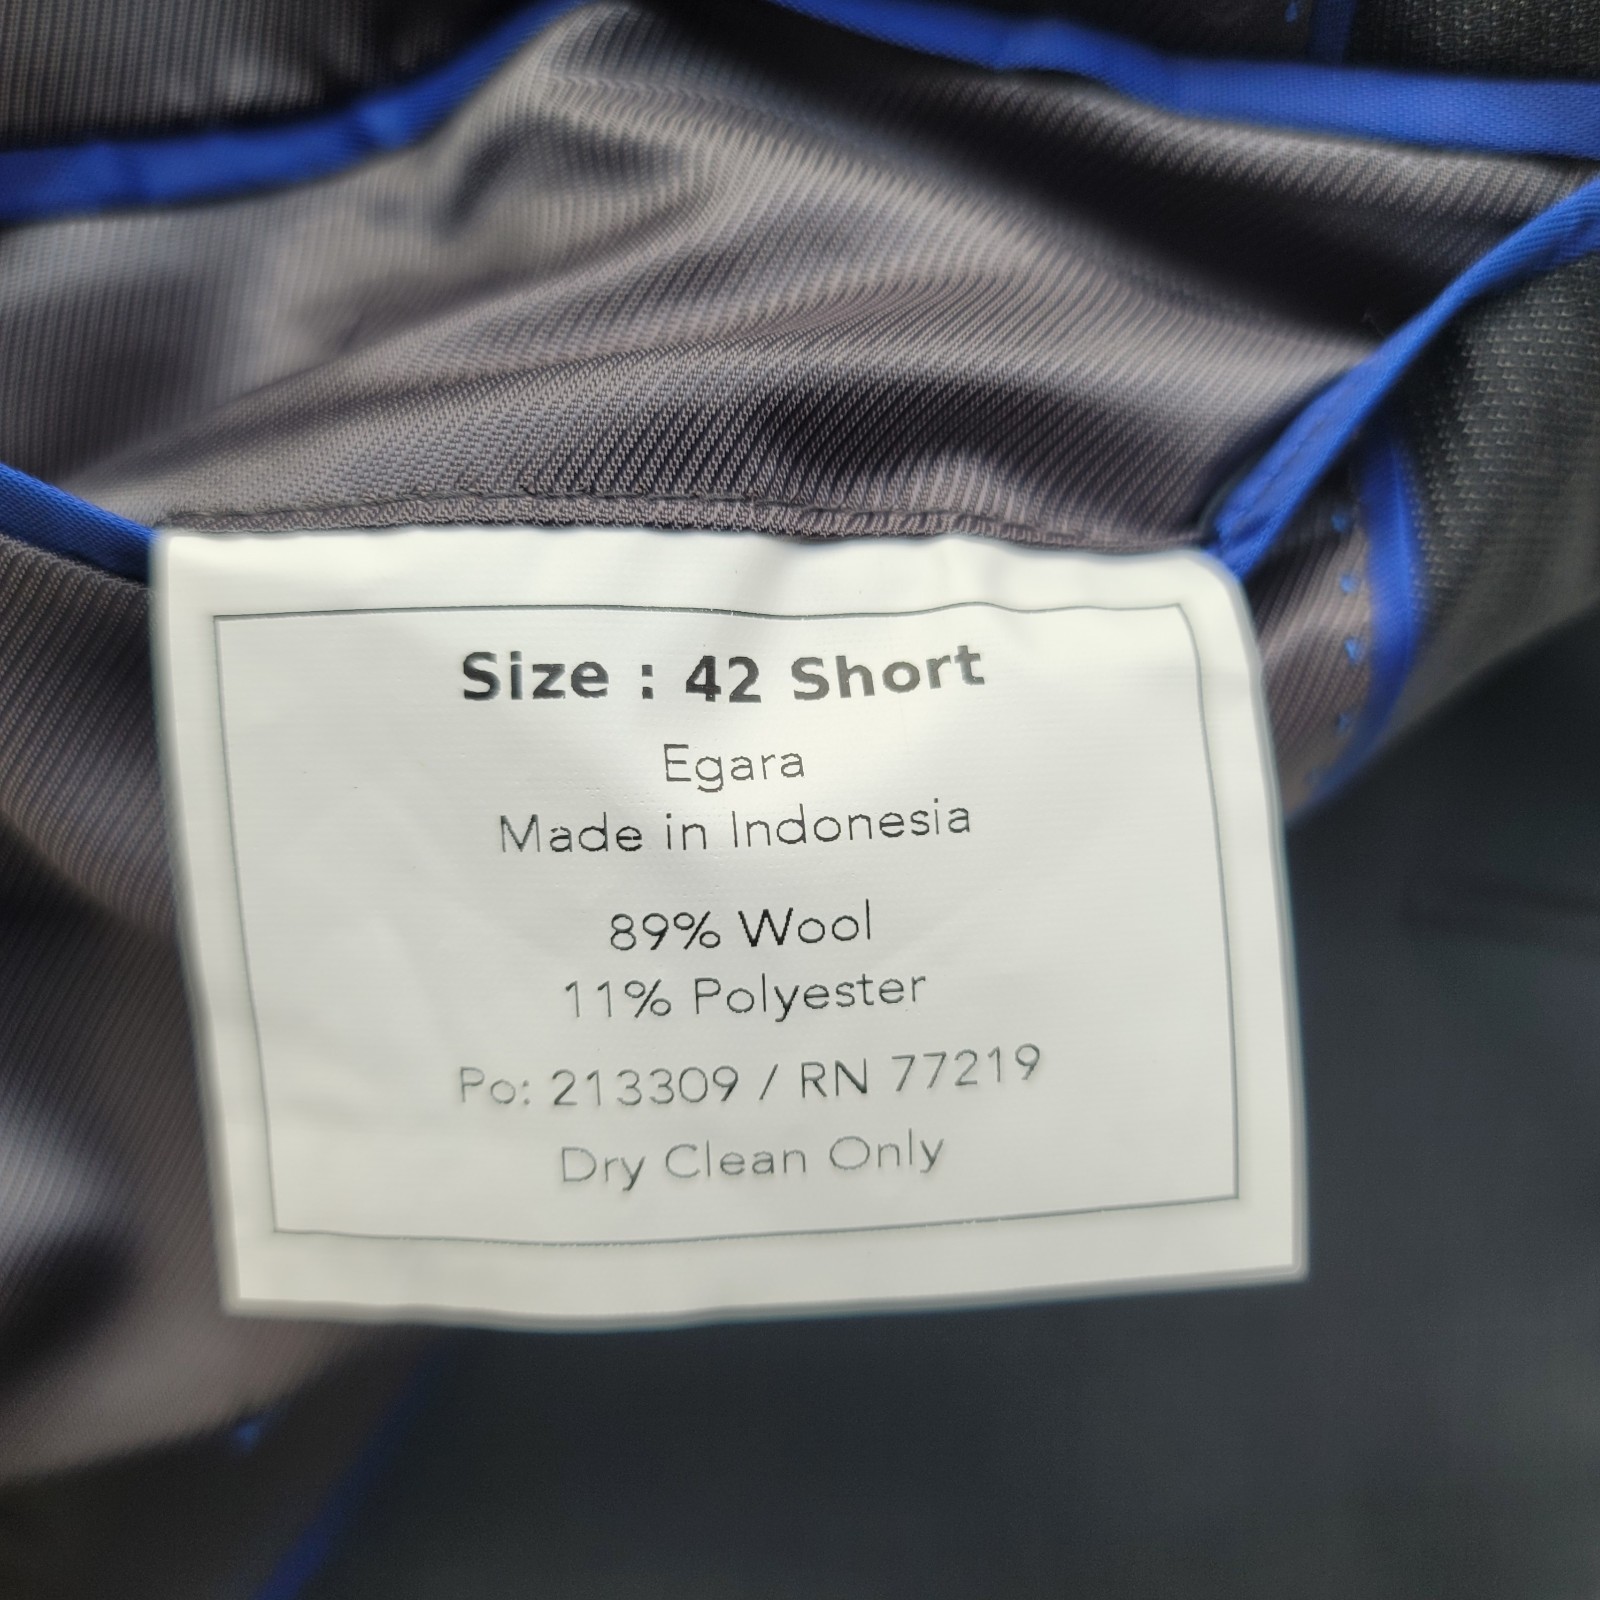 Size : 42 Short
Egara
Made in Indonesia
89% Wool
11% Polyester
Po: 213309 / RN 77219
Dry Clean Only